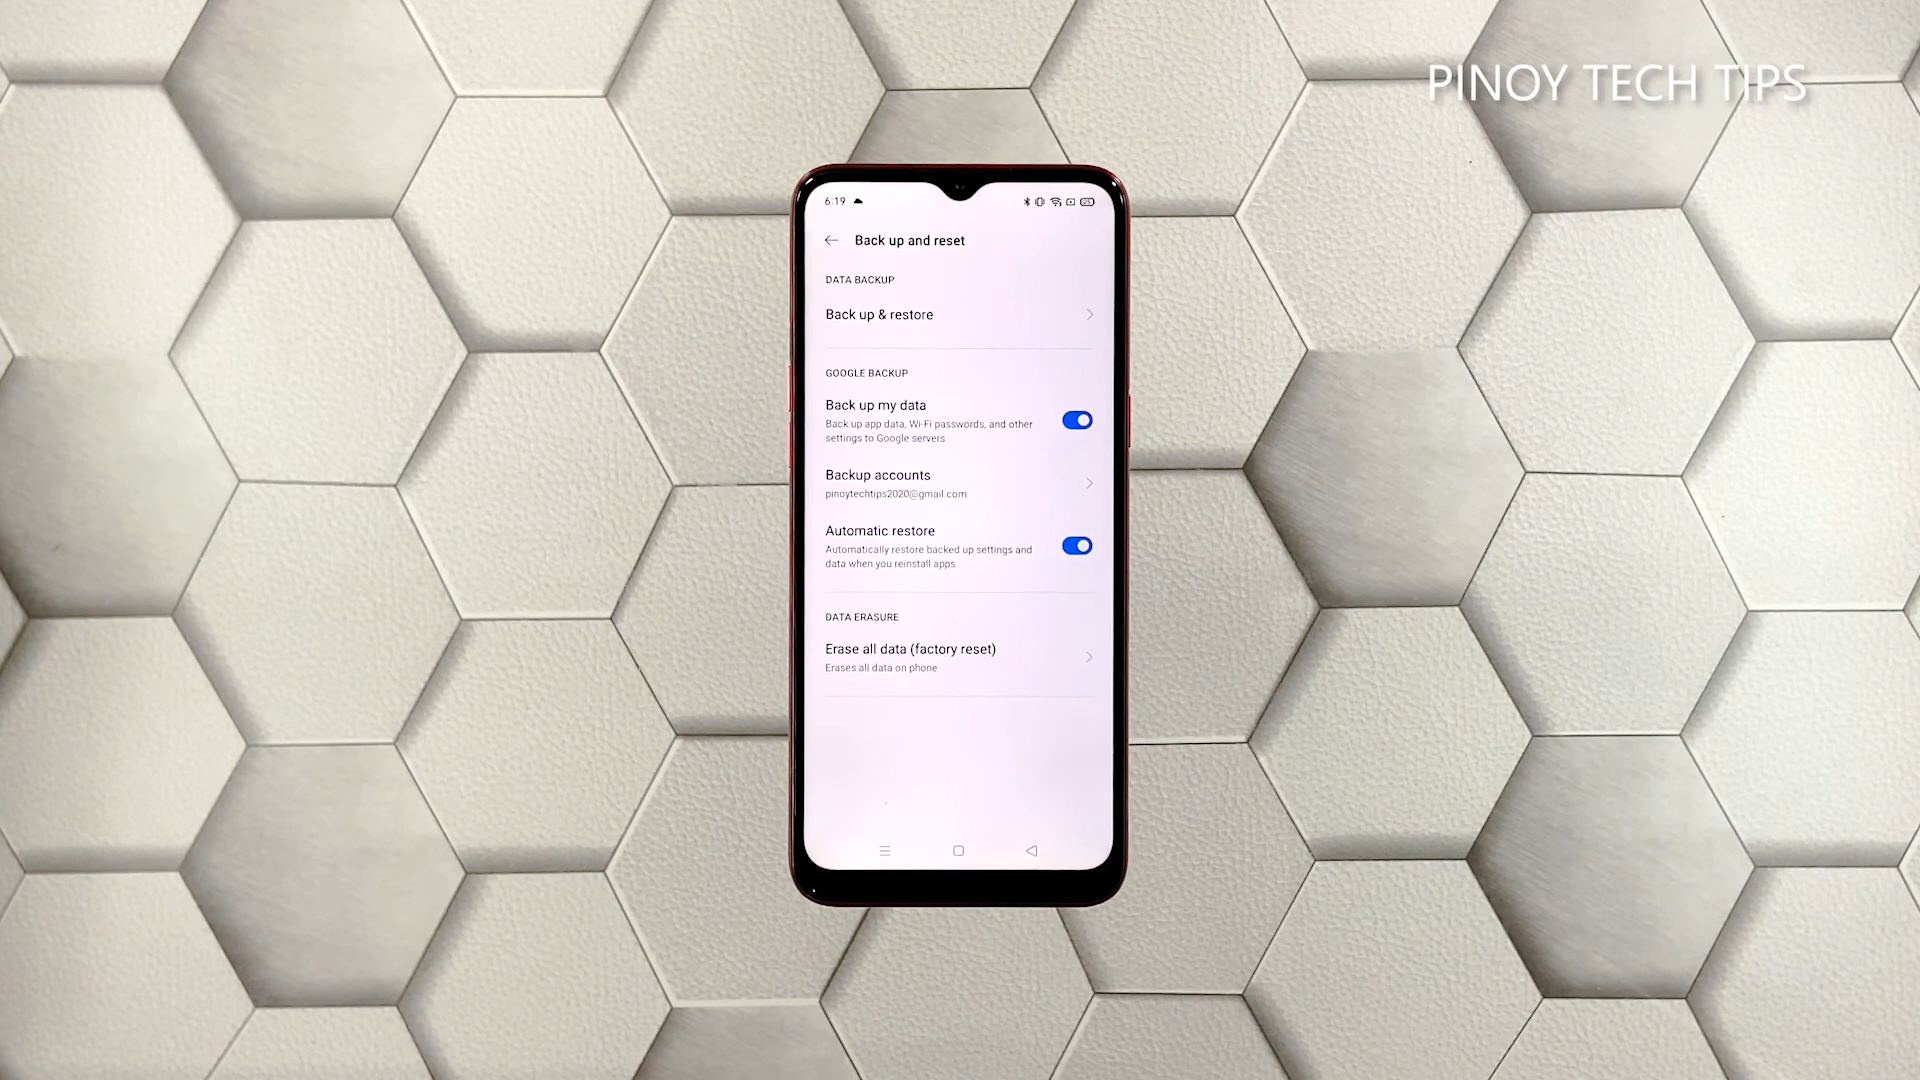 PINOY TECH TIPS
6:19
Back up and reset
DATA BACKUP
Back up & restore
GOOGLE BACKUP
Back up my data
Back up app data, Wi-Fi passwords, and other
settings to Google servers
Backup accounts
pinoytechtips2020@gmail.com
Automatic restore
Automatically restore backed up settings and
data when you reinstall apps.
DATA ERASURE
Erase all data (factory reset)
Erases all data on phone